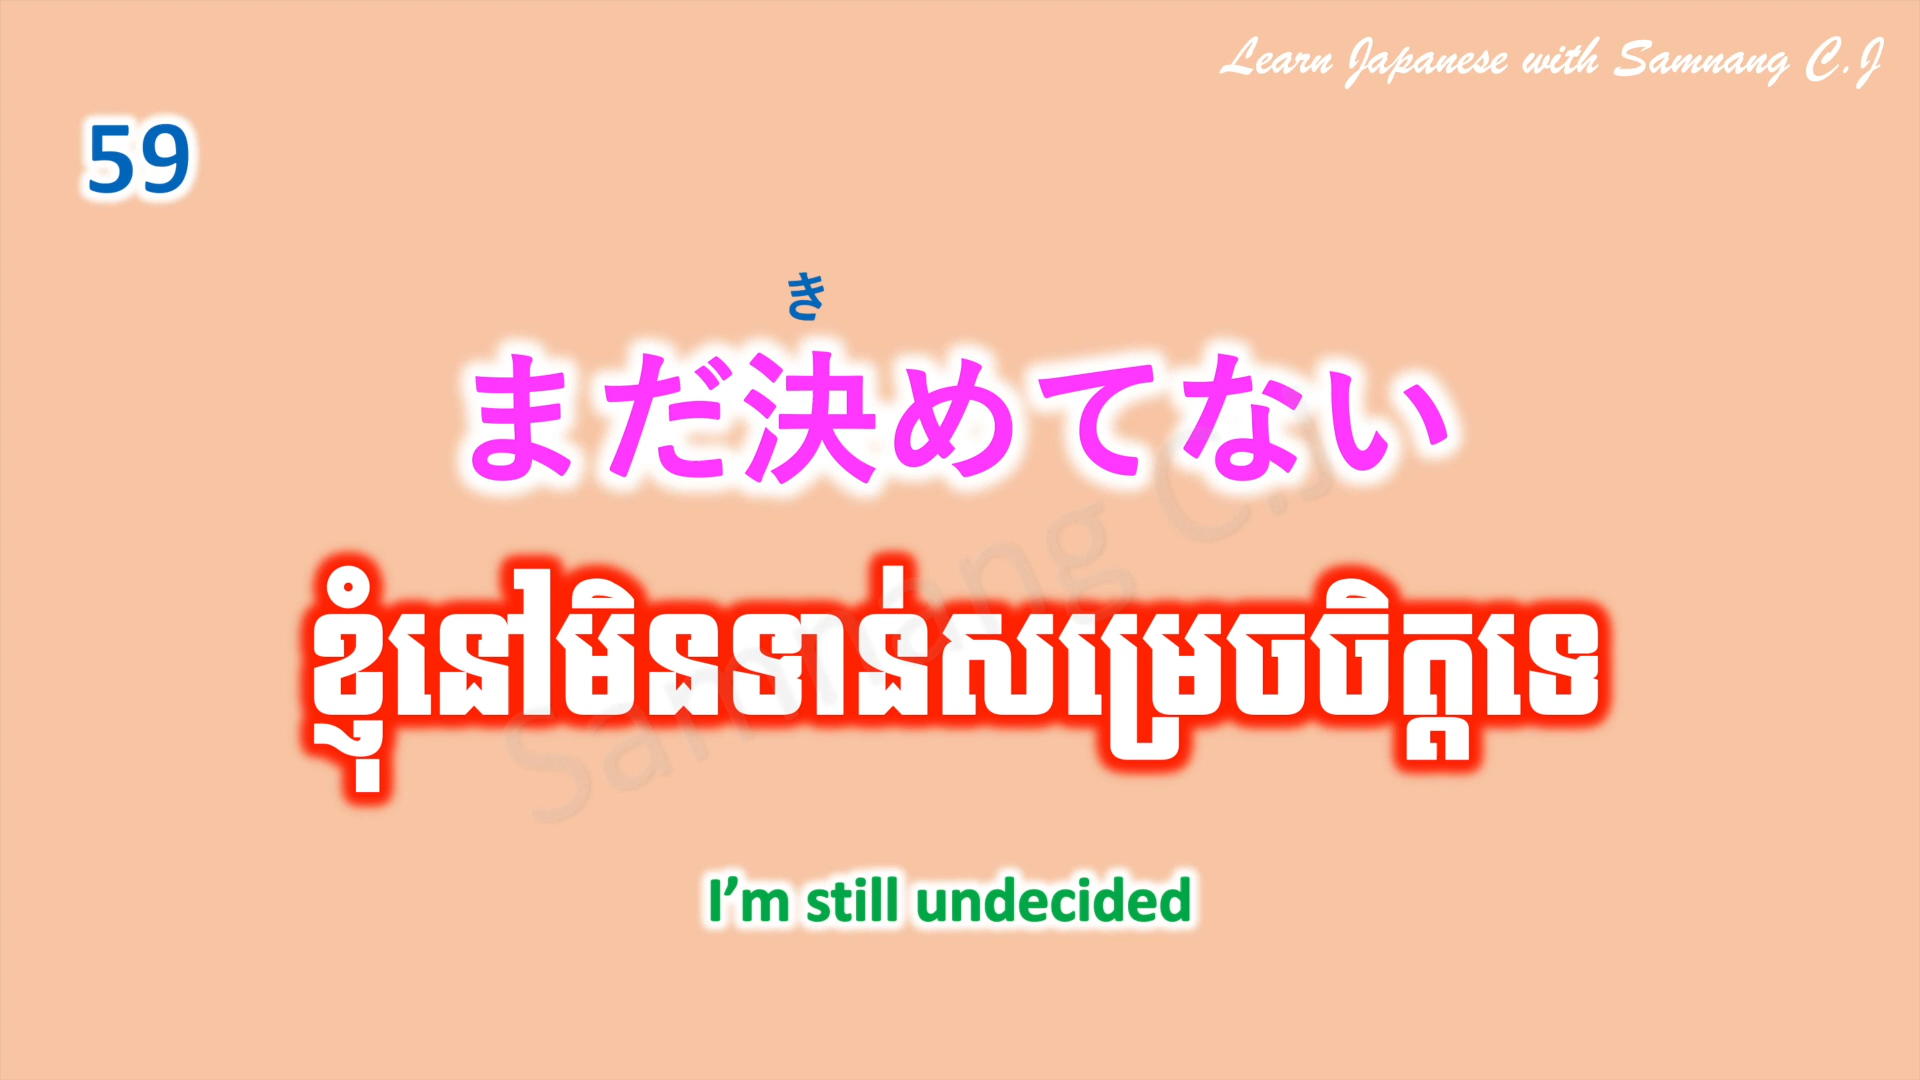 Learn Japanese with Samnang C.J
59
き
まだ決めてない
ខ្ញុំនៅមិនទាន់សម្រេចចិត្តទេ
Samnang C.J
I’m still undecided